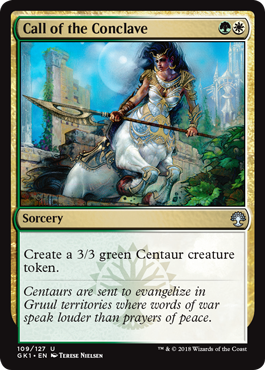 Call of the Conclave
Sorcery
Create a 3/3 green Centaur creature
token.
Centaurs are sent to evangelize in
Gruul territories where words of war
speak louder than prayers of peace.
109/127 U
GK1 • EN TERESE NIELSEN
™ & © 2018 Wizards of the Coast